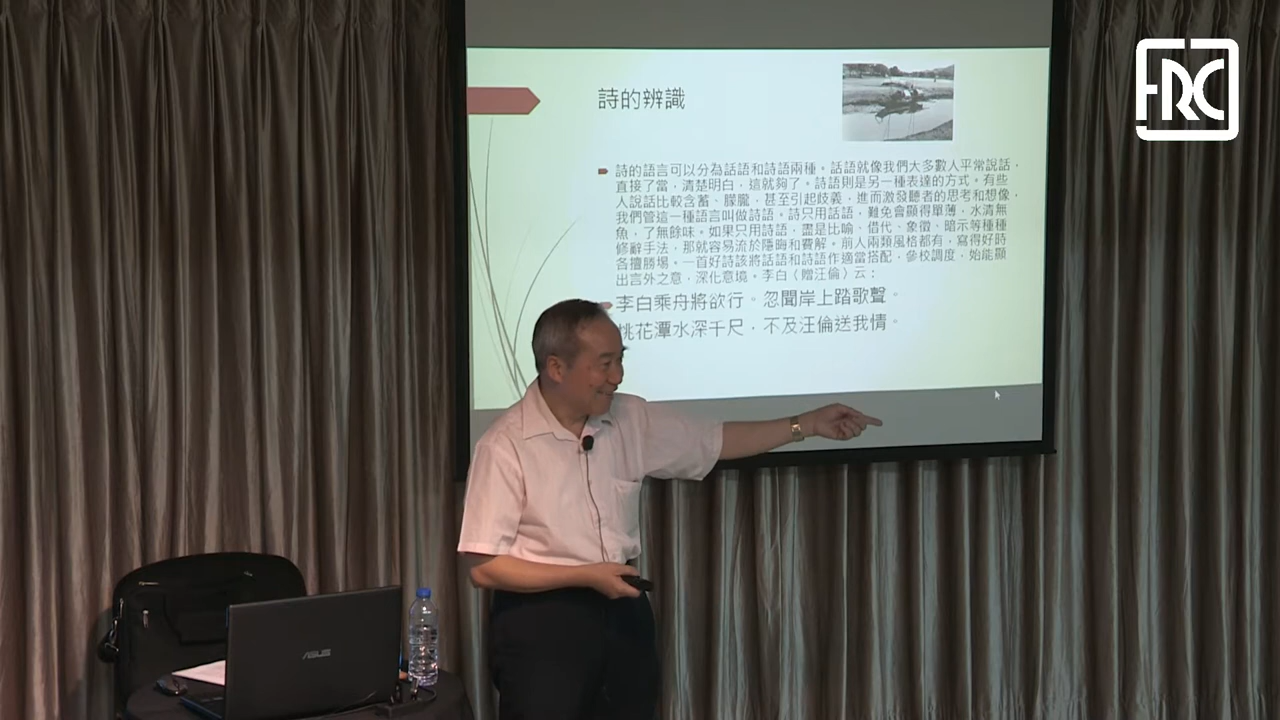 FRC
詩的辨識
詩的語言可以分為話語和詩語兩種。話語就像我們大多數人平常說話，
直接了當，清楚明白，這就夠了。詩語則是另一種表達的方式。有些
人說話比較含蓄、朦朧，甚至引起歧義，進而激發聽者的思考和想像，
我們管這一種語言叫做詩語。詩只用話語，難免會顯得單薄，水清無
魚，了無餘味。如果只用詩語，盡是比喻、借代、象徵、暗示等種種
修辭手法，那就容易流於隱晦和費解。前人兩類風格都有，寫得好時
各擅勝場。一首好詩該將話語和詩語作適當搭配，參校調度，始能顯
出言外之意，深化意境。李白〈贈汪倫〉云：
李白乘舟將欲行。忽聞岸上踏歌聲。
桃花潭水深千尺，不及汪倫送我情。
ASUS